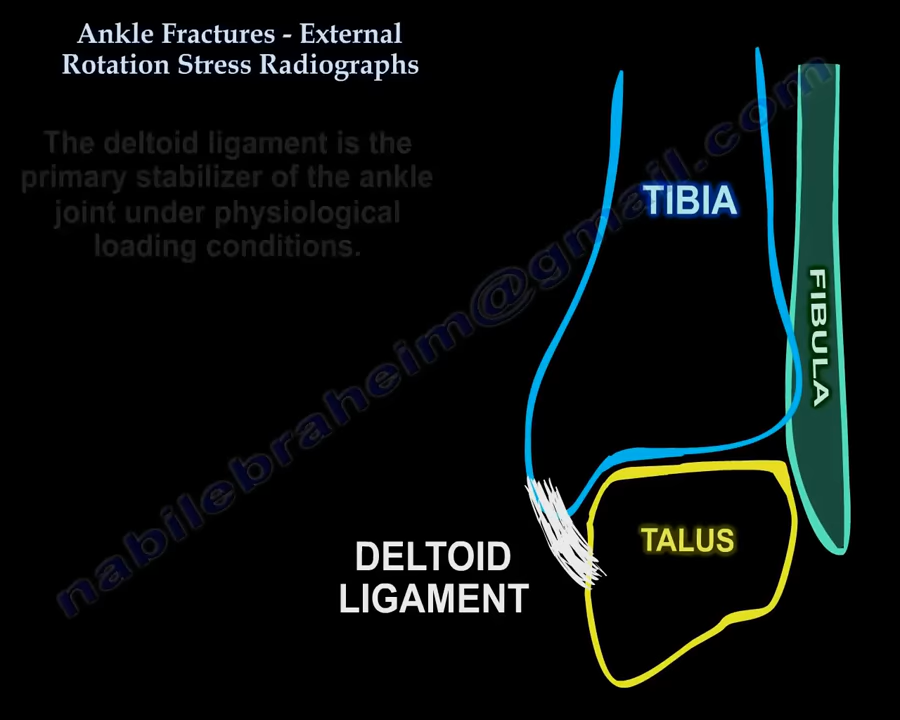 Ankle Fractures - External
Rotation Stress Radiographs
The deltoid ligament is the
primary stabilizer of the ankle
joint under physiological
loading conditions.
TIBIA
FIBULA
nabilebraheim@gmail.com
TALUS
DELTOID
LIGAMENT